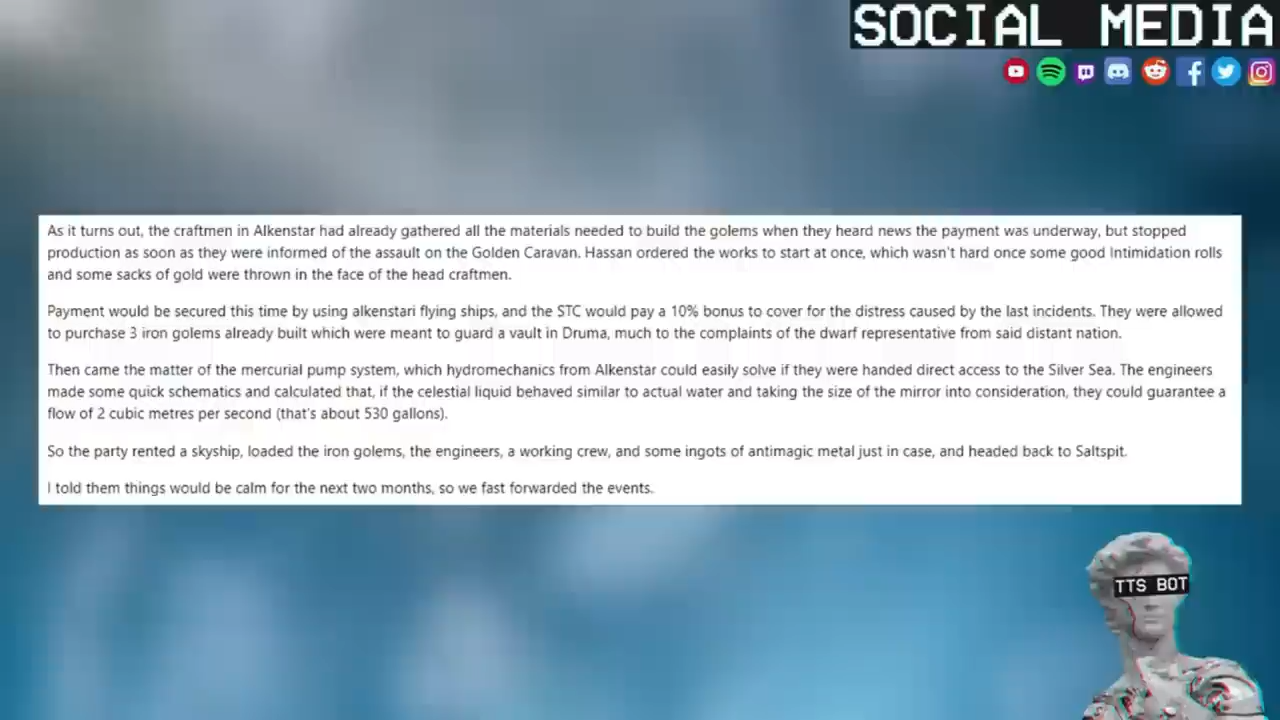 SOCIAL MEDIA
As it turns out, the craftmen in Alkenstar had already gathered all the materials needed to build the golems when they heard news the payment was underway, but stopped
production as soon as they were informed of the assault on the Golden Caravan. Hassan ordered the works to start at once, which wasn't hard once some good Intimidation rolls
and some sacks of gold were thrown in the face of the head craftmen.
Payment would be secured this time by using alkenstari flying ships, and the STC would pay a 10% bonus to cover for the distress caused by the last incidents. They were allowed
to purchase 3 iron golems already built which were meant to guard a vault in Druma, much to the complaints of the dwarf representative from said distant nation.
Then came the matter of the mercurial pump system, which hydromechanics from Alkenstar could easily solve if they were handed direct access to the Silver Sea. The engineers
made some quick schematics and calculated that, if the celestial liquid behaved similar to actual water and taking the size of the mirror into consideration, they could guarantee a
flow of 2 cubic metres per second (that's about 530 gallons).
So the party rented a skyship, loaded the iron golems, the engineers, a working crew, and some ingots of antimagic metal just in case, and headed back to Saltspit.
I told them things would be calm for the next two months, so we fast forwarded the events.
TTS BOT